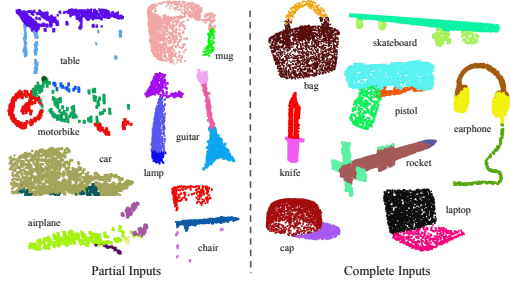 table
mug
motorbike
guitar
car
lamp
airplane
chair
Partial Inputs
bag
skateboard
pistol
earphone
knife
rocket
cap
laptop
Complete Inputs